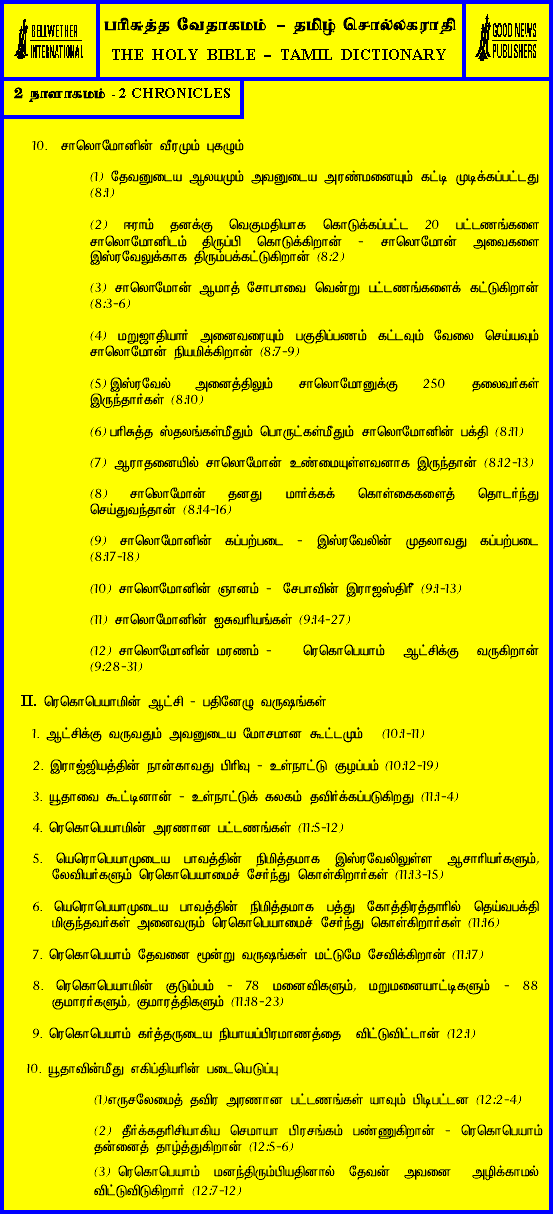 BELLWETHER
INTERNATIONAL
பரிசுத்த வேதாகமம் – தமிழ் சொல்லகராதி
THE HOLY BIBLE – TAMIL DICTIONARY
GOOD NEWS
PUBLISHERS
2 நாளாகமம் - 2 CHRONICLES
10. சாலொமோனின் வீரமும் புகழும்
(1) தேவனுடைய ஆலயமும் அவனுடைய அரண்மனையும் கட்டி முடிக்கப்பட்டது
(8:1)
(2) ஈராம் தனக்கு வெகுமதியாக கொடுக்கப்பட்ட 20 பட்டணங்களை
சாலொமோனிடம் திருப்பி கொடுக்கிறான் - சாலொமோன் அவைகளை
இஸ்ரவேலுக்காக திரும்பக்கட்டுகிறான் (8:2)
(3) சாலொமோன் ஆமாத் சோபாவை வென்று பட்டணங்களைக் கட்டுகிறான்
(8:3-6)
(4) மறுஜாதியார் அனைவரையும் பகுதிப்பணம் கட்டவும் வேலை செய்யவும்
சாலொமோன் நியமிக்கிறான் (8:7-9)
(5) இஸ்ரவேல் அனைத்திலும் சாலொமோனுக்கு 250 தலைவர்கள்
இருந்தார்கள் (8:10)
(6) பரிசுத்த ஸ்தலங்கள்மீதும் பொருட்கள்மீதும் சாலொமோனின் பக்தி (8:11)
(7) ஆராதனையில் சாலொமோன் உண்மையுள்ளவனாக இருந்தான் (8:12-13)
(8) சாலொமோன் தனது மார்க்கக் கொள்கைகளைத் தொடர்ந்து
செய்துவந்தான் (8:14-16)
(9) சாலொமோனின் கப்பற்படை - இஸ்ரவேலின் முதலாவது கப்பற்படை
(8:17-18)
(10) சாலொமோனின் ஞானம் - சேபாவின் இராஜஸ்திரீ (9:1-13)
(11) சாலொமோனின் ஐசுவரியங்கள் (9:14-27)
(12) சாலொமோனின் மரணம் - ரெகொபெயாம் ஆட்சிக்கு வருகிறான்
(9:28-31)
II. ரெகொபெயாமின் ஆட்சி - பதினேழு வருஷங்கள்
1. ஆட்சிக்கு வருவதும் அவனுடைய மோசமான கூட்டமும் (10:1-11)
2. இராஜ்ஜியத்தின் நான்காவது பிரிவு - உள்நாட்டு குழப்பம் (10:12-19)
3. யூதாவை கூட்டினான் - உள்நாட்டுக் கலகம் தவிர்க்கப்படுகிறது (11:1-4)
4. ரெகொபெயாமின் அரணான பட்டணங்கள் (11:5-12)
5. யெரொபெயாமுடைய பாவத்தின் நிமித்தமாக இஸ்ரவேலிலுள்ள ஆசாரியர்களும்,
லேவியர்களும் ரெகொபெயாமைச் சேர்ந்து கொள்கிறார்கள் (11:13-15)
6. யெரொபெயாமுடைய பாவத்தின் நிமித்தமாக பத்து கோத்திரத்தாரில் தெய்வபக்தி
மிகுந்தவர்கள் அனைவரும் ரெகொபெயாமைச் சேர்ந்து கொள்கிறார்கள் (11:16)
7. ரெகொபெயாம் தேவனை மூன்று வருஷங்கள் மட்டுமே சேவிக்கிறான் (11:17)
8. ரெகொபெயாமின் குடும்பம் - 78 மனைவிகளும், மறுமனையாட்டிகளும் - 88
குமாரர்களும், குமாரத்திகளும் (11:18-23)
9. ரெகொபெயாம் கர்த்தருடைய நியாயப்பிரமாணத்தை விட்டுவிட்டான் (12:1)
10. யூதாவின்மீது எகிப்தியரின் படையெடுப்பு
(1)எருசலேமைத் தவிர அரணான பட்டணங்கள் யாவும் பிடிபட்டன (12:2-4)
(2) தீர்க்கதரிசியாகிய செமாயா பிரசங்கம் பண்ணுகிறான் - ரெகொபெயாம்
தன்னைத் தாழ்த்துகிறான் (12:5-6)
(3) ரெகொபெயாம் மனந்திரும்பியதினால் தேவன் அவனை அழிக்காமல்
விட்டுவிடுகிறார் (12:7-12)